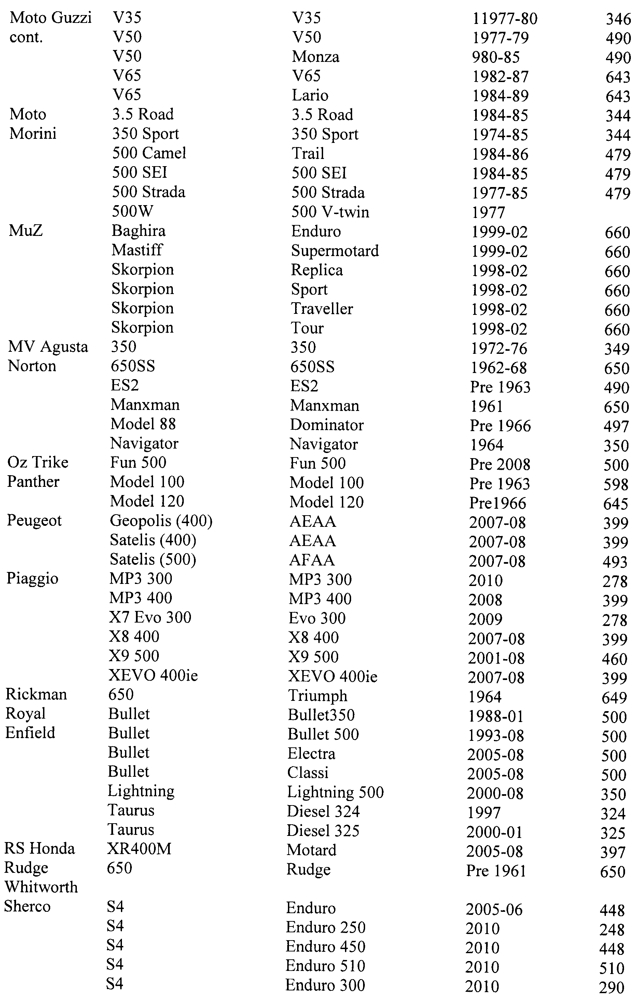 Moto Guzzi V35 V35 11977-80 346
cont. V50 V50 1977-79 490
V50 Monza 980-85 490
V65 V65 1982-87 643
V65 Lario 1984-89 643
Moto 3.5 Road 3.5 Road 1984-85 344
Morini 350 Sport 350 Sport 1974-85 344
500 Camel Trail 1984-86 479
500 SEI 500 SEI 1984-85 479
500 Strada 500 Strada 1977-85 479
500W 500 V-twin 1977
MuZ Baghira Enduro 1999-02 660
Mastiff Supermotard 1999-02 660
Skorpion Replica 1998-02 660
Skorpion Sport 1998-02 660
Skorpion Traveller 1998-02 660
Skorpion Tour 1998-02 660
MV Agusta 350 350 1972-76 349
Norton 650SS 650SS 1962-68 650
ES2 ES2 Pre 1963 490
Manxman Manxman 1961 650
Model 88 Dominator Pre 1966 497
Navigator Navigator 1964 350
Oz Trike Fun 500 Fun 500 Pre 2008 500
Panther Model 100 Model 100 Pre 1963 598
Model 120 Model 120 Pre1966 645
Peugeot Geopolis (400) AEAA 2007-08 399
Satelis (400) AEAA 2007-08 399
Satelis (500) AFAA 2007-08 493
Piaggio MP3 300 MP3 300 2010 278
MP3 400 MP3 400 2008 399
X7 Evo 300 Evo 300 2009 278
X8 400 X8 400 2007-08 399
X9 500 X9 500 2001-08 460
XEVO 400ie XEVO 400ie 2007-08 399
Rickman 650 Triumph 1964 649
Royal Bullet Bullet350 1988-01 500
Enfield Bullet Bullet 500 1993-08 500
Bullet Electra 2005-08 500
Bullet Classi 2005-08 500
Lightning Lightning 500 2000-08 350
Taurus Diesel 324 1997 324
Taurus Diesel 325 2000-01 325
RS Honda XR400M Motard 2005-08 397
Rudge 650 Rudge Pre 1961 650
Whitworth
Sherco S4 Enduro 2005-06 448
S4 Enduro 250 2010 248
S4 Enduro 450 2010 448
S4 Enduro 510 2010 510
S4 Enduro 300 2010 290